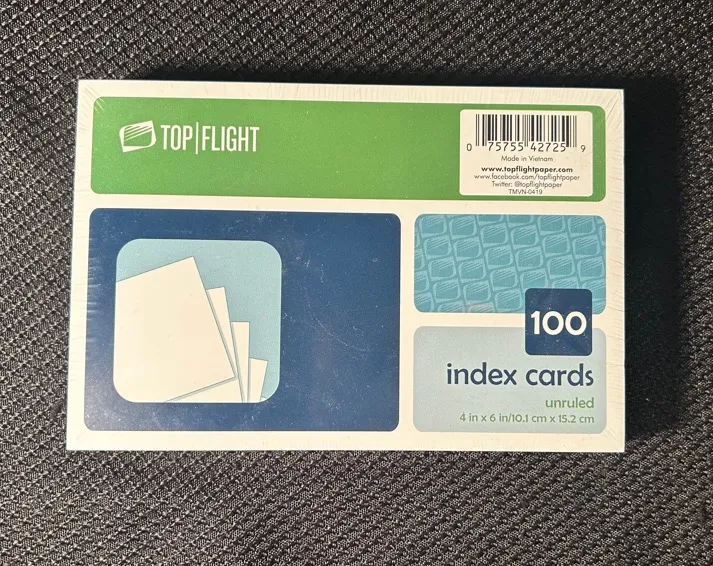 TOP|FLIGHT
0 75755 42725 9
Made in Vietnam
www.topflightpaper.com
www.facebook.com/topflightpaper
Twitter: @topflightpaper
TMVN-0419
100
index cards
unruled
4 in x 6 in/10.1 cm x 15.2 cm